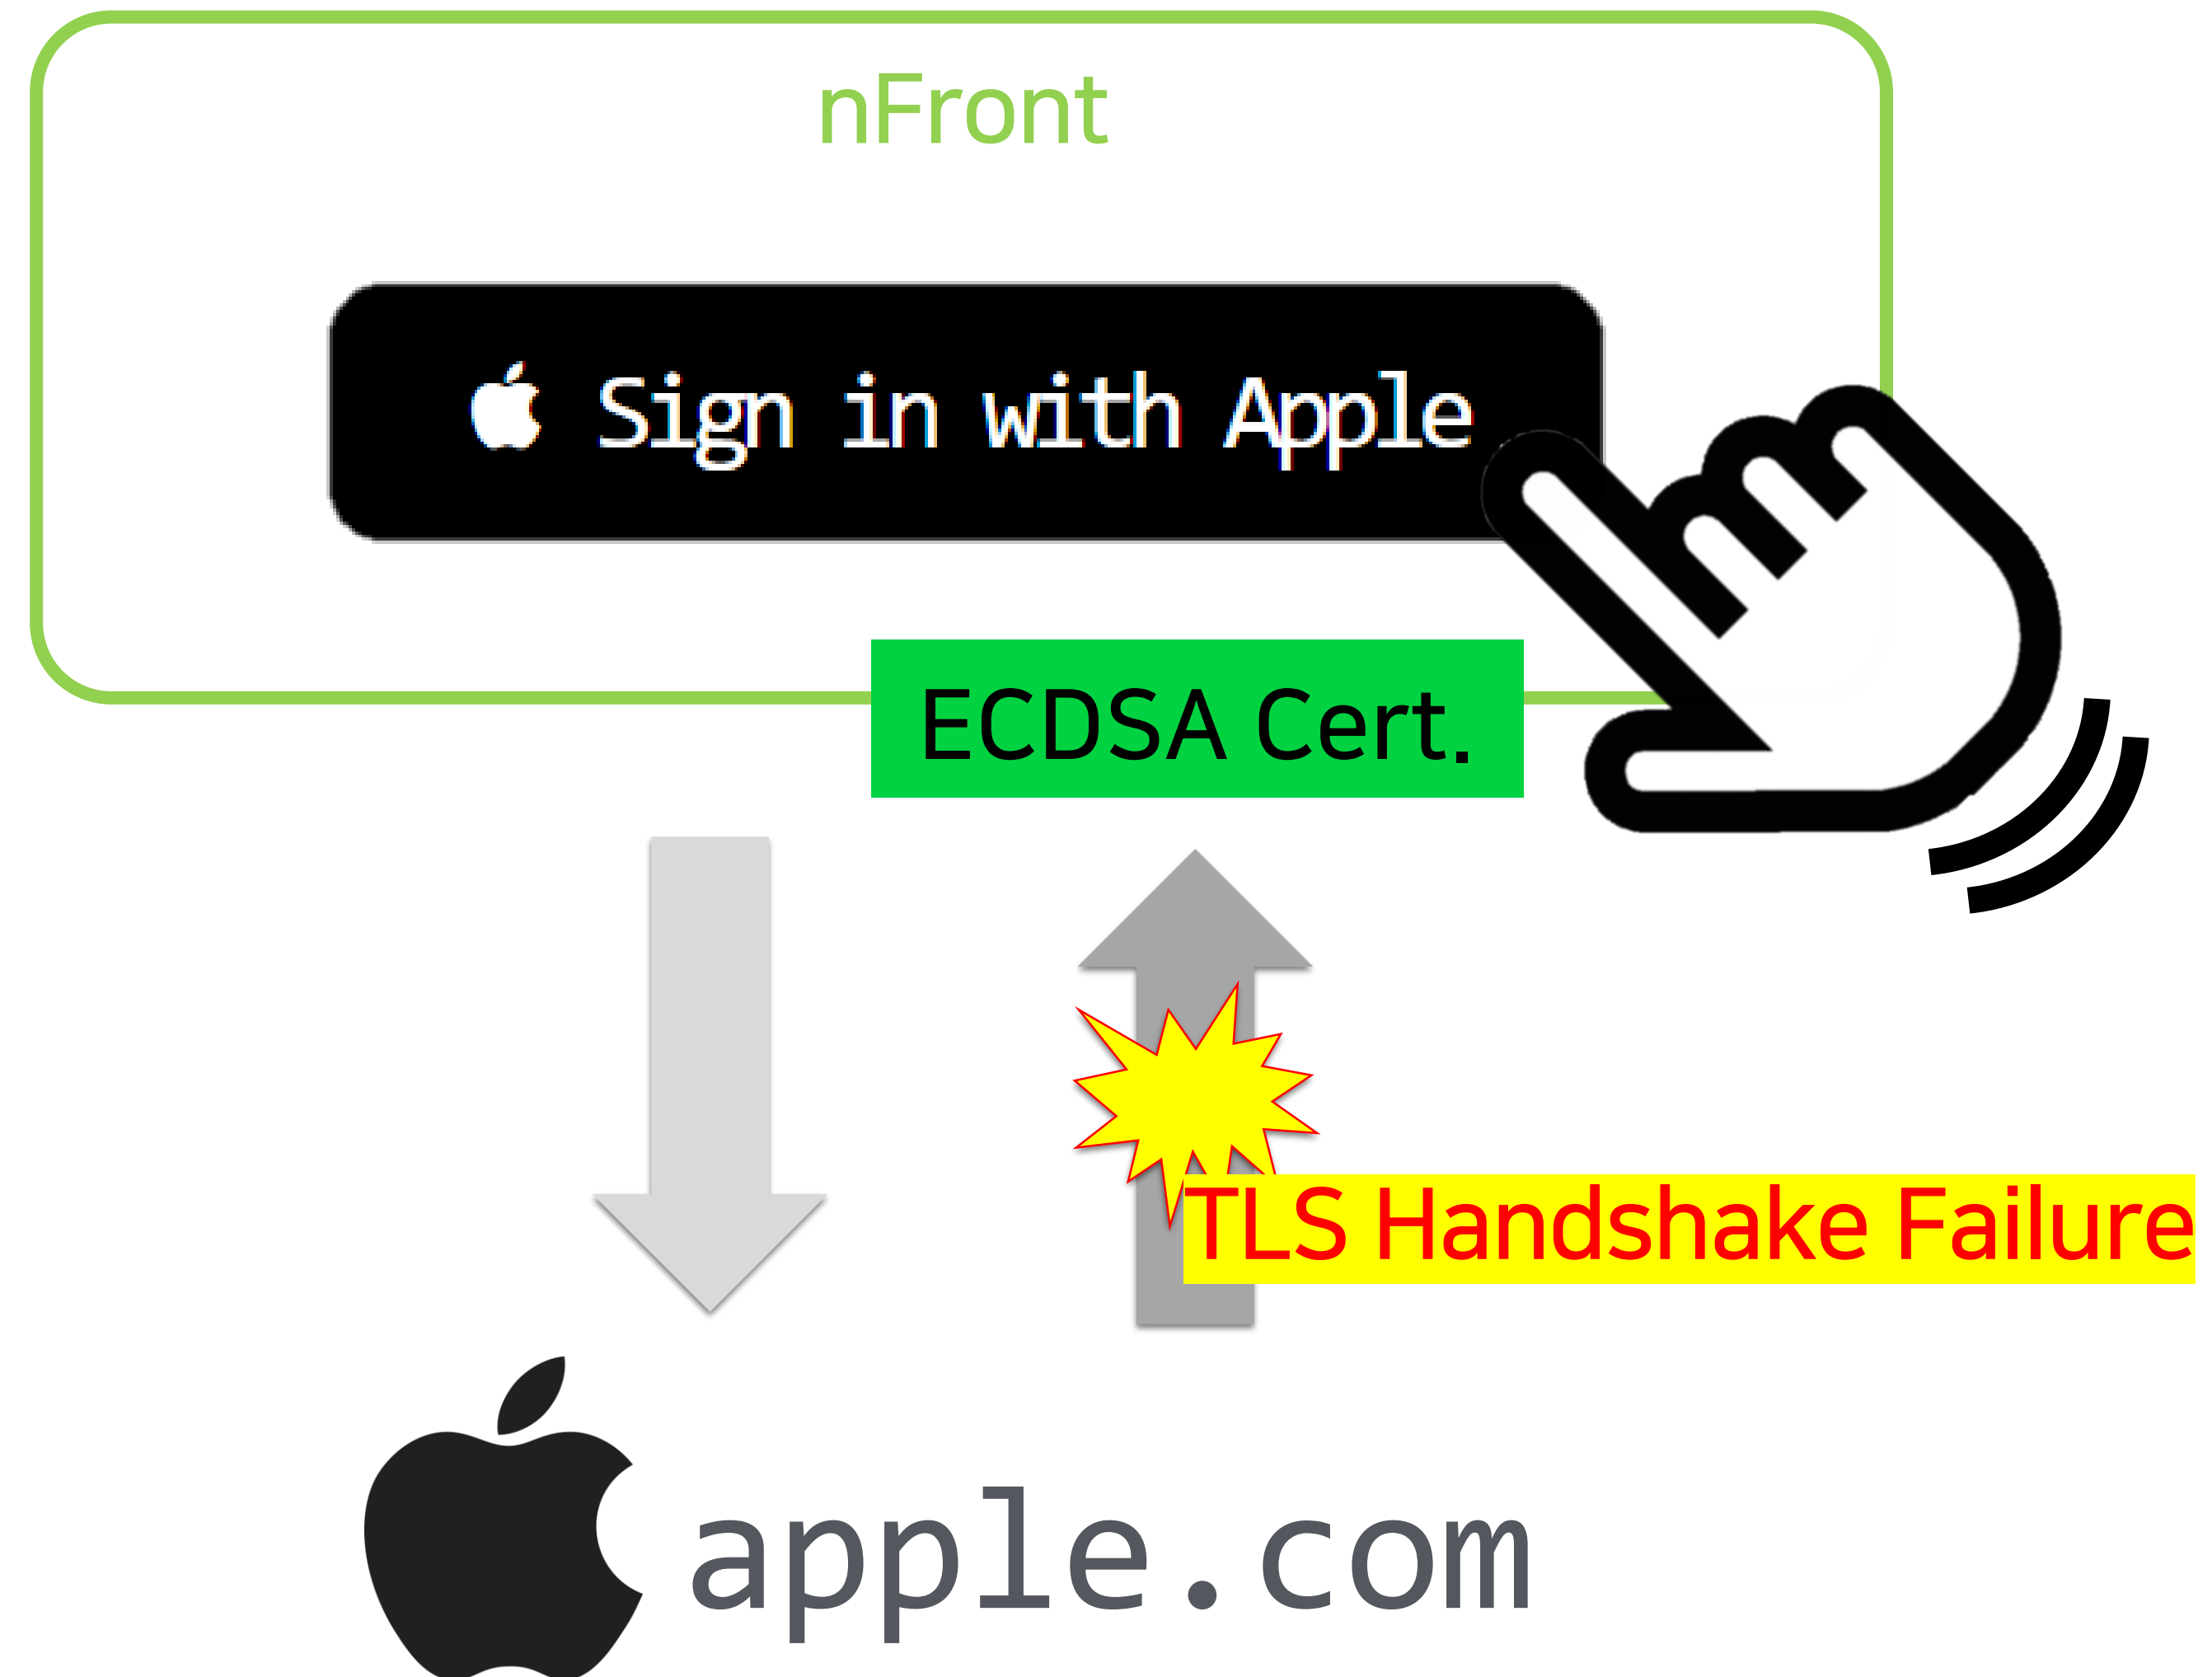 nFront
Sign in with Apple
ECDSA Cert.
TLS Handshake Failure
apple.com